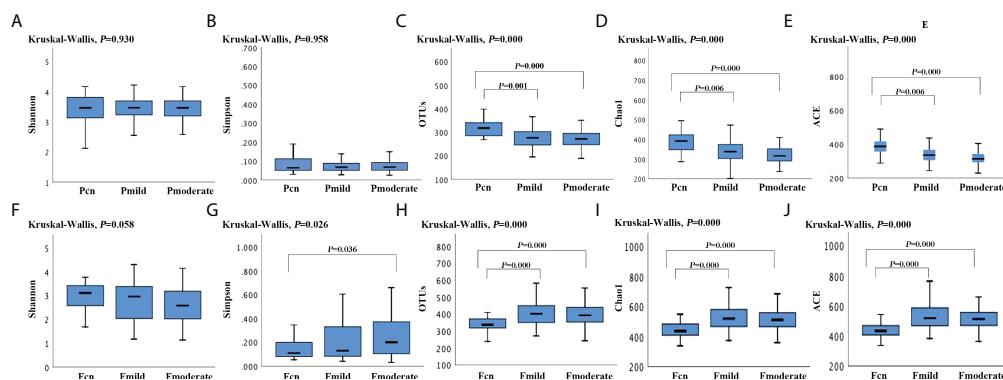 A
Kruskal-Wallis, P=0.930
5
4
3
2
1
Shannon
Pcn Pmild Pmoderate
B
Kruskal-Wallis, P=0.958
.700
.600
.500
.400
.300
.200
.100
.000
Simpson
Pcn Pmild Pmoderate
C
Kruskal-Wallis, P=0.000
600
500
400
300
200
100
OTUs
P=0.000
P=0.001
Pcn Pmild Pmoderate
D
Kruskal-Wallis, P=0.000
800
700
600
500
400
300
200
Chao1
P=0.000
P=0.006
Pcn Pmild Pmoderate
E
E
Kruskal-Wallis, P=0.000
800
600
400
200
ACE
P=0.000
P=0.006
Pcn Pmild Pmoderate
F
Kruskal-Wallis, P=0.058
5
4
3
2
1
0
Shannon
Fcn Fmild Fmoderate
G
Kruskal-Wallis, P=0.026
1.000
.800
.600
.400
.200
.000
Simpson
P=0.036
Fcn Fmild Fmoderate
H
Kruskal-Wallis, P=0.000
800
700
600
500
400
300
200
100
OTUs
P=0.000
P=0.000
Fcn Fmild Fmoderate
I
Kruskal-Wallis, P=0.000
1000
800
600
400
200
Chao1
P=0.000
P=0.000
Fcn Fmild Fmoderate
J
Kruskal-Wallis, P=0.000
1000
800
600
400
200
ACE
P=0.000
P=0.000
Fcn Fmild Fmoderate